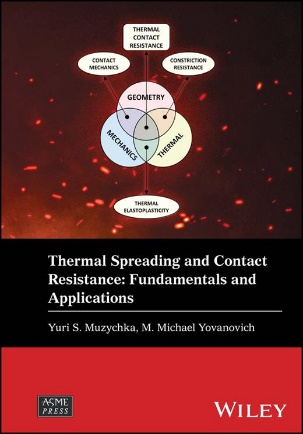 THERMAL
CONTACT
RESISTANCE
CONTACT
MECHANICS
CONSTRICTION
RESISTANCE
GEOMETRY
MECHANICS
THERMAL
THERMAL
ELASTOPLASTICITY
Thermal Spreading and Contact
Resistance: Fundamentals and
Applications
Yuri S. Muzychka, M. Michael Yovanovich
ASME
PRESS
WILEY